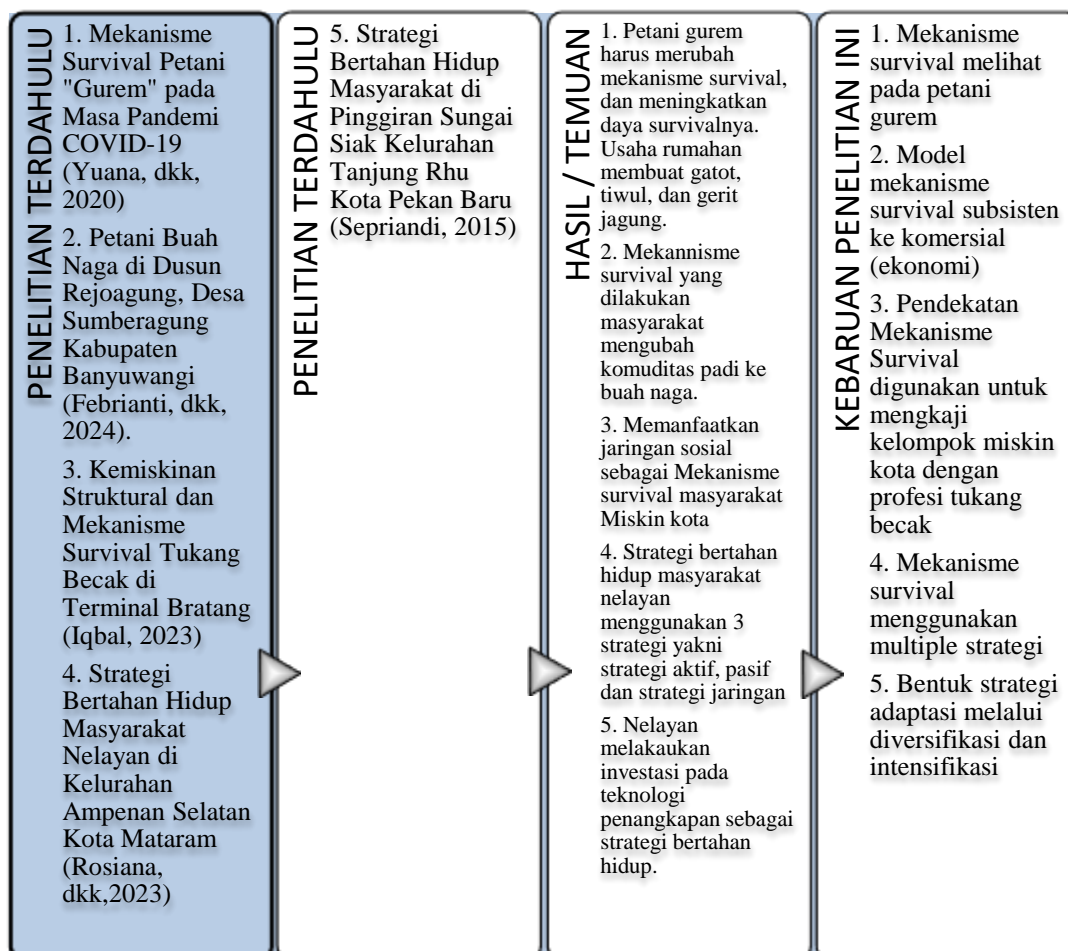 PENELITIAN TERDAHULU
1. Mekanisme
Survival Petani
"Gurem" pada
Masa Pandemi
COVID-19
(Yuana, dkk,
2020)
2. Petani Buah
Naga di Dusun
Rejoagung, Desa
Sumberagung
Kabupaten
Banyuwangi
(Febrianti, dkk,
2024).
3. Kemiskinan
Struktural dan
Mekanisme
Survival Tukang
Becak di
Terminal Bratang
(Iqbal, 2023)
4. Strategi
Bertahan Hidup
Masyarakat
Nelayan di
Kelurahan
Ampenan Selatan
Kota Mataram
(Rosiana,
dkk,2023)
PENELITIAN TERDAHULU
5. Strategi
Bertahan Hidup
Masyarakat di
Pinggiran Sungai
Siak Kelurahan
Tanjung Rhu
Kota Pekan Baru
(Sepriandi, 2015)
HASIL / TEMUAN
1. Petani gurem
harus merubah
mekanisme survival,
dan meningkatkan
daya survivalnya.
Usaha rumahan
membuat gatot,
tiwul, dan gerit
jagung.
2. Mekannisme
survival yang
dilakukan
masyarakat
mengubah
komuditas padi ke
buah naga.
3. Memanfaatkan
jaringan sosial
sebagai Mekanisme
survival masyarakat
Miskin kota
4. Strategi bertahan
hidup masyarakat
nelayan
menggunakan 3
strategi yakni
strategi aktif, pasif
dan strategi jaringan
5. Nelayan
melakaukan
investasi pada
teknologi
penangkapan sebagai
strategi bertahan
hidup.
KEBARUAN PENELITIAN INI
1. Mekanisme
survival melihat
pada petani
gurem
2. Model
mekanisme
survival subsisten
ke komersial
(ekonomi)
3. Pendekatan
Mekanisme
Survival
digunakan untuk
mengkaji
kelompok miskin
kota dengan
profesi tukang
becak
4. Mekanisme
survival
menggunakan
multiple strategi
5. Bentuk strategi
adaptasi melalui
diversifikasi dan
intensifikasi